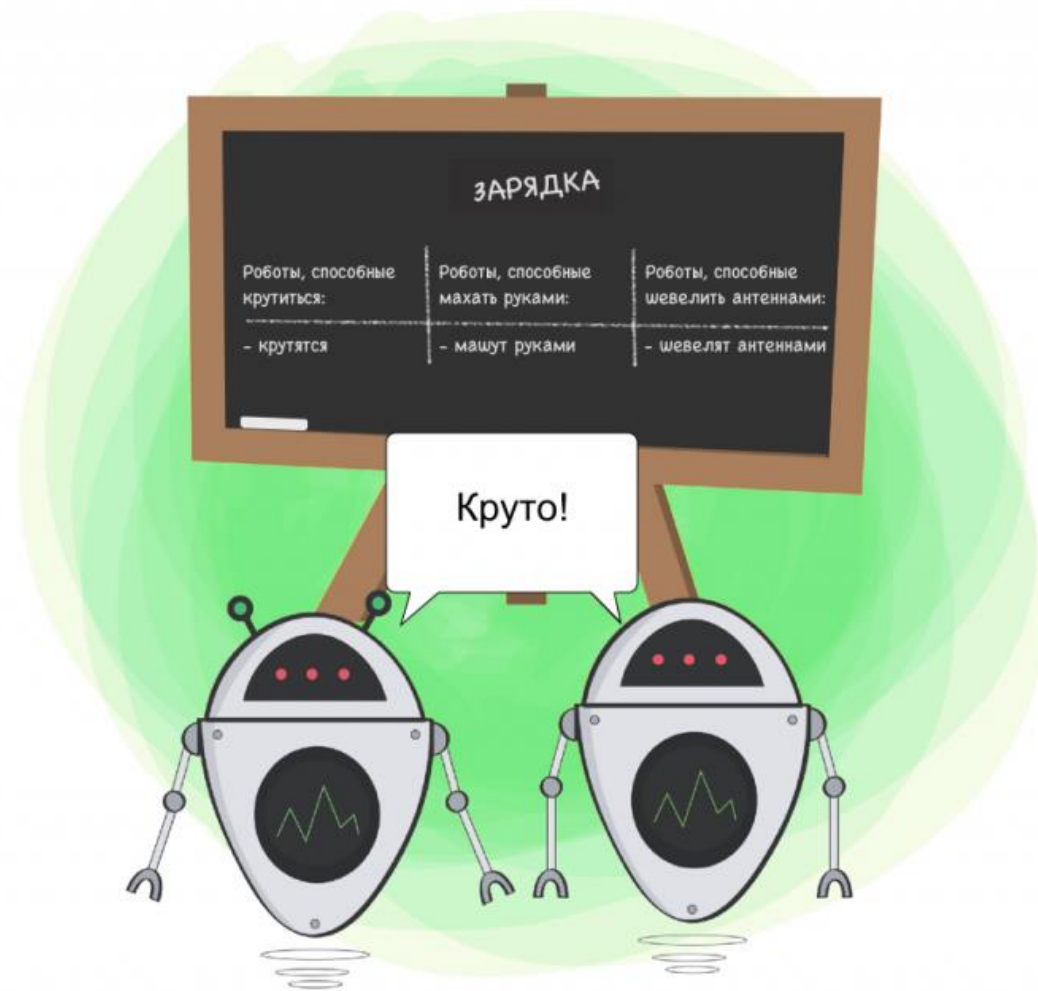 ЗАРЯДКА
Роботы, способные
крутиться:
- крутятся
Роботы, способные
махать руками:
- машут руками
Роботы, способные
шевелить антеннами:
- шевелят антеннами
Круто!